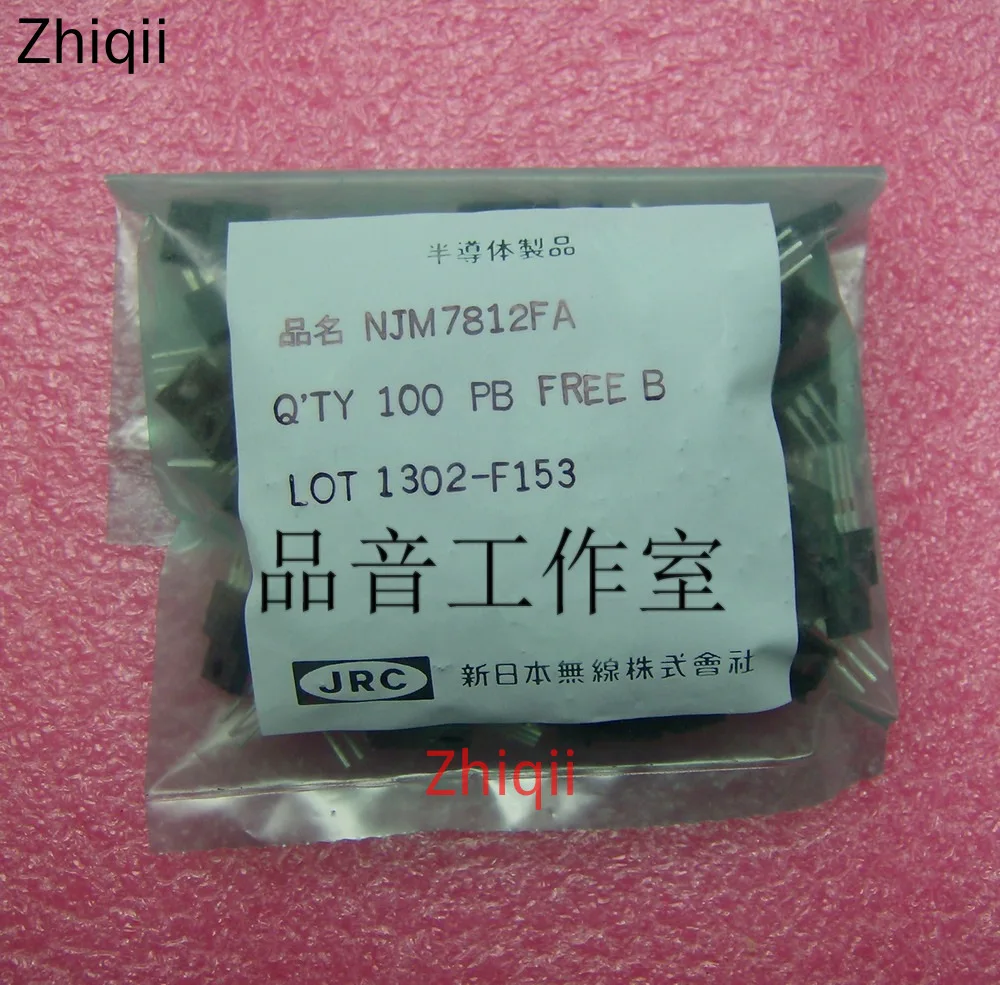 Zhiqii
半導体製品
品名 NJM7812FA
Q'TY 100 PB FREE B
LOT 1302-F153
品音工作室
JRC 新日本無線株式會社
Zhiqii